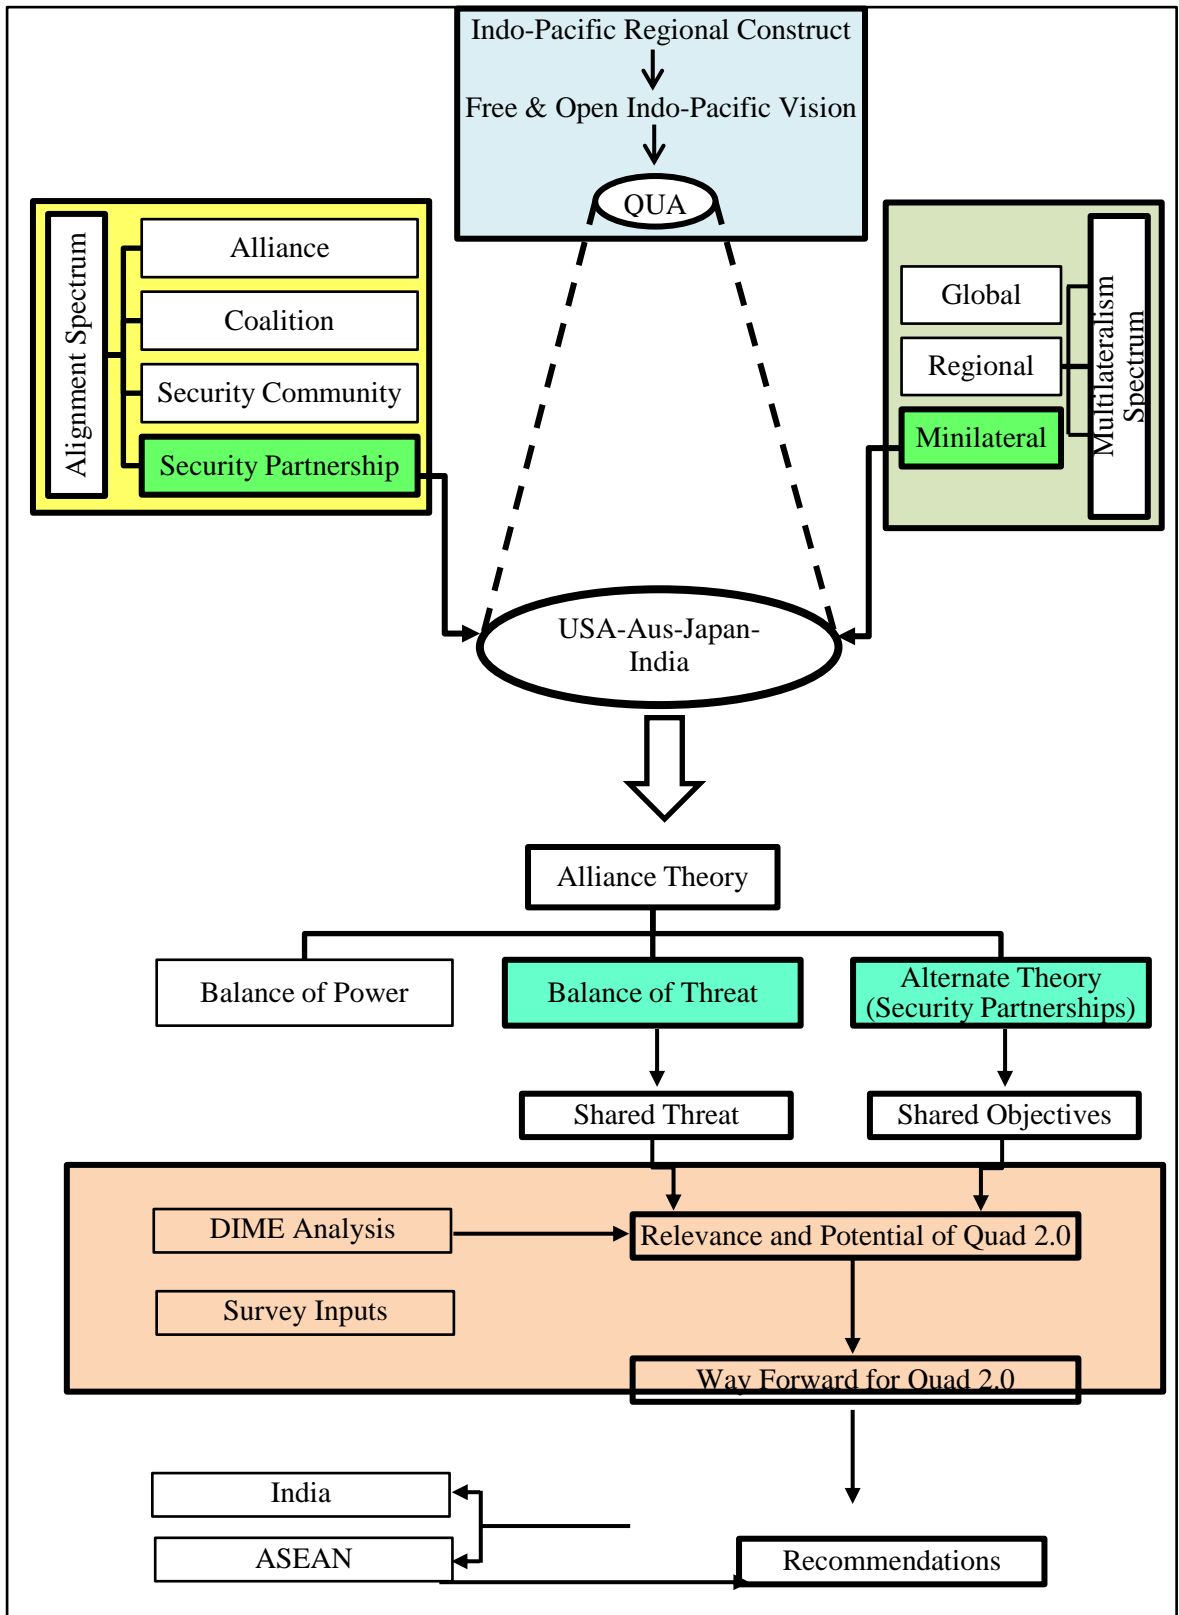 Indo-Pacific Regional Construct
Free & Open Indo-Pacific Vision
QUA
Alignment Spectrum
Alliance
Coalition
Security Community
Security Partnership
Global
Regional
Minilateral
Multilateralism
Spectrum
USA-Aus-Japan-
India
Alliance Theory
Balance of Power
Balance of Threat
Alternate Theory
(Security Partnerships)
Shared Threat
Shared Objectives
DIME Analysis
Relevance and Potential of Quad 2.0
Survey Inputs
Way Forward for Quad 2.0
India
ASEAN
Recommendations